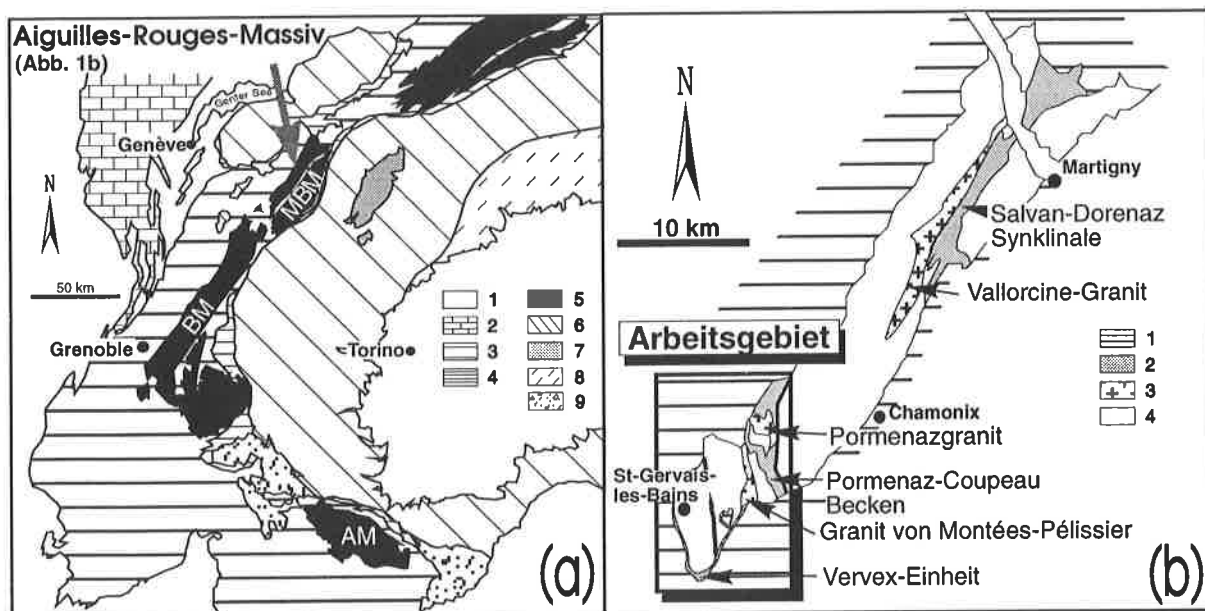 Aiguilles-Rouges-Massiv
(Abb. 1b)
Genfer See
Genève
N
MBM
50 km
BM
Grenoble
Torino
1
2
3
4
5
6
7
8
9
AM
(a)
N
10 km
Martigny
Salvan-Dorenaz
Synklinale
Vallorcine-Granit
Arbeitsgebiet
1
2
3
4
Chamonix
Pormenazgranit
St-Gervais-
les-Bains
Pormenaz-Coupeau
Becken
Granit von Montées-Pélissier
Vervex-Einheit
(b)